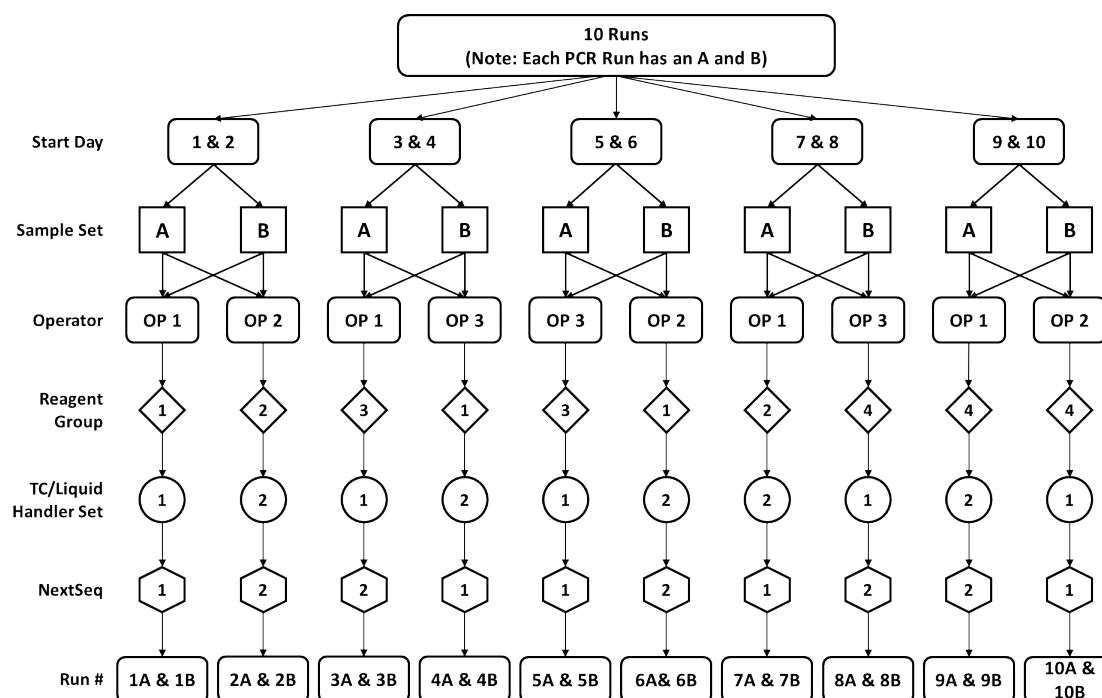 10 Runs
(Note: Each PCR Run has an A and B)
Start Day
1 & 2
3 & 4
5 & 6
7 & 8
9 & 10
Sample Set
A
B
A
B
A
B
A
B
A
B
Operator
OP 1
OP 2
OP 1
OP 3
OP 3
OP 2
OP 1
OP 3
OP 1
OP 2
Reagent
Group
1
2
3
1
3
1
2
4
4
4
TC/Liquid
Handler Set
1
2
1
2
1
2
2
1
2
1
NextSeq
1
2
2
1
1
2
1
2
2
1
Run #
1A & 1B
2A & 2B
3A & 3B
4A & 4B
5A & 5B
6A& 6B
7A & 7B
8A & 8B
9A & 9B
10A &
10B